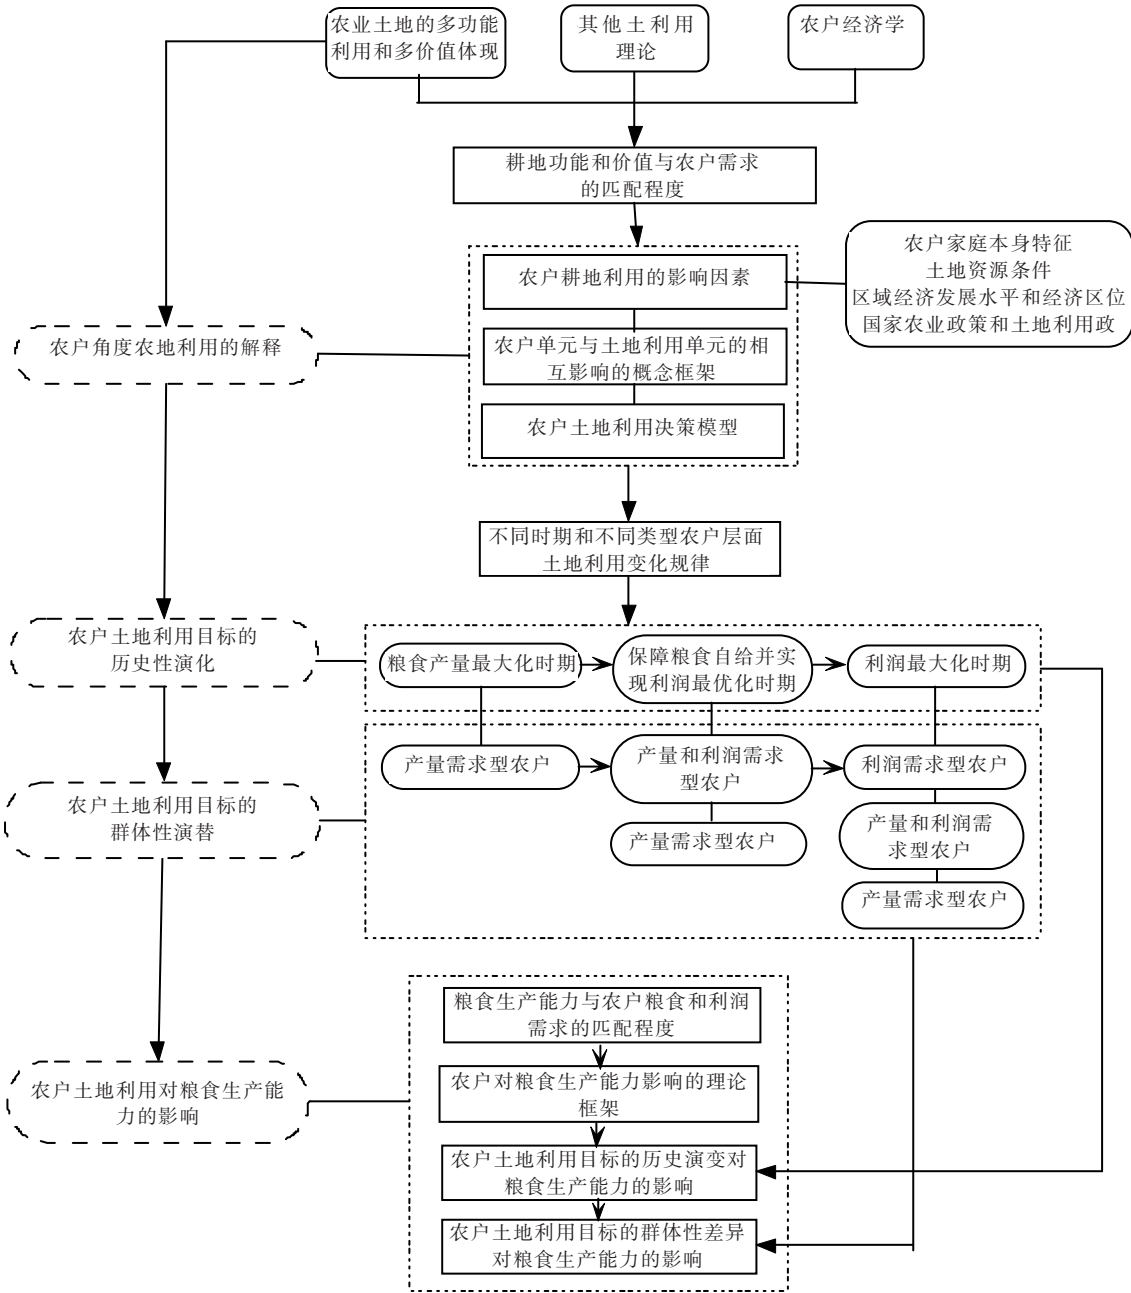 农业土地的多功能
利用和多价值体现
其他土利用
理论
农户经济学
耕地功能和价值与农户需求
的匹配程度
农户耕地利用的影响因素
农户家庭本身特征
土地资源条件
区域经济发展水平和经济区位
国家农业政策和土地利用政
农户角度农地利用的解释
农户单元与土地利用单元的相
互影响的概念框架
农户土地利用决策模型
不同时期和不同类型农户层面
土地利用变化规律
农户土地利用目标的
历史性演化
粮食产量最大化时期
保障粮食自给并实
现利润最优化时期
利润最大化时期
农户土地利用目标的
群体性演替
产量需求型农户
产量和利润需求
型农户
利润需求型农户
产量需求型农户
产量和利润需
求型农户
产量需求型农户
粮食生产能力与农户粮食和利润
需求的匹配程度
农户土地利用对粮食生产能
力的影响
农户对粮食生产能力影响的理论
框架
农户土地利用目标的历史演变对
粮食生产能力的影响
农户土地利用目标的群体性差异
对粮食生产能力的影响